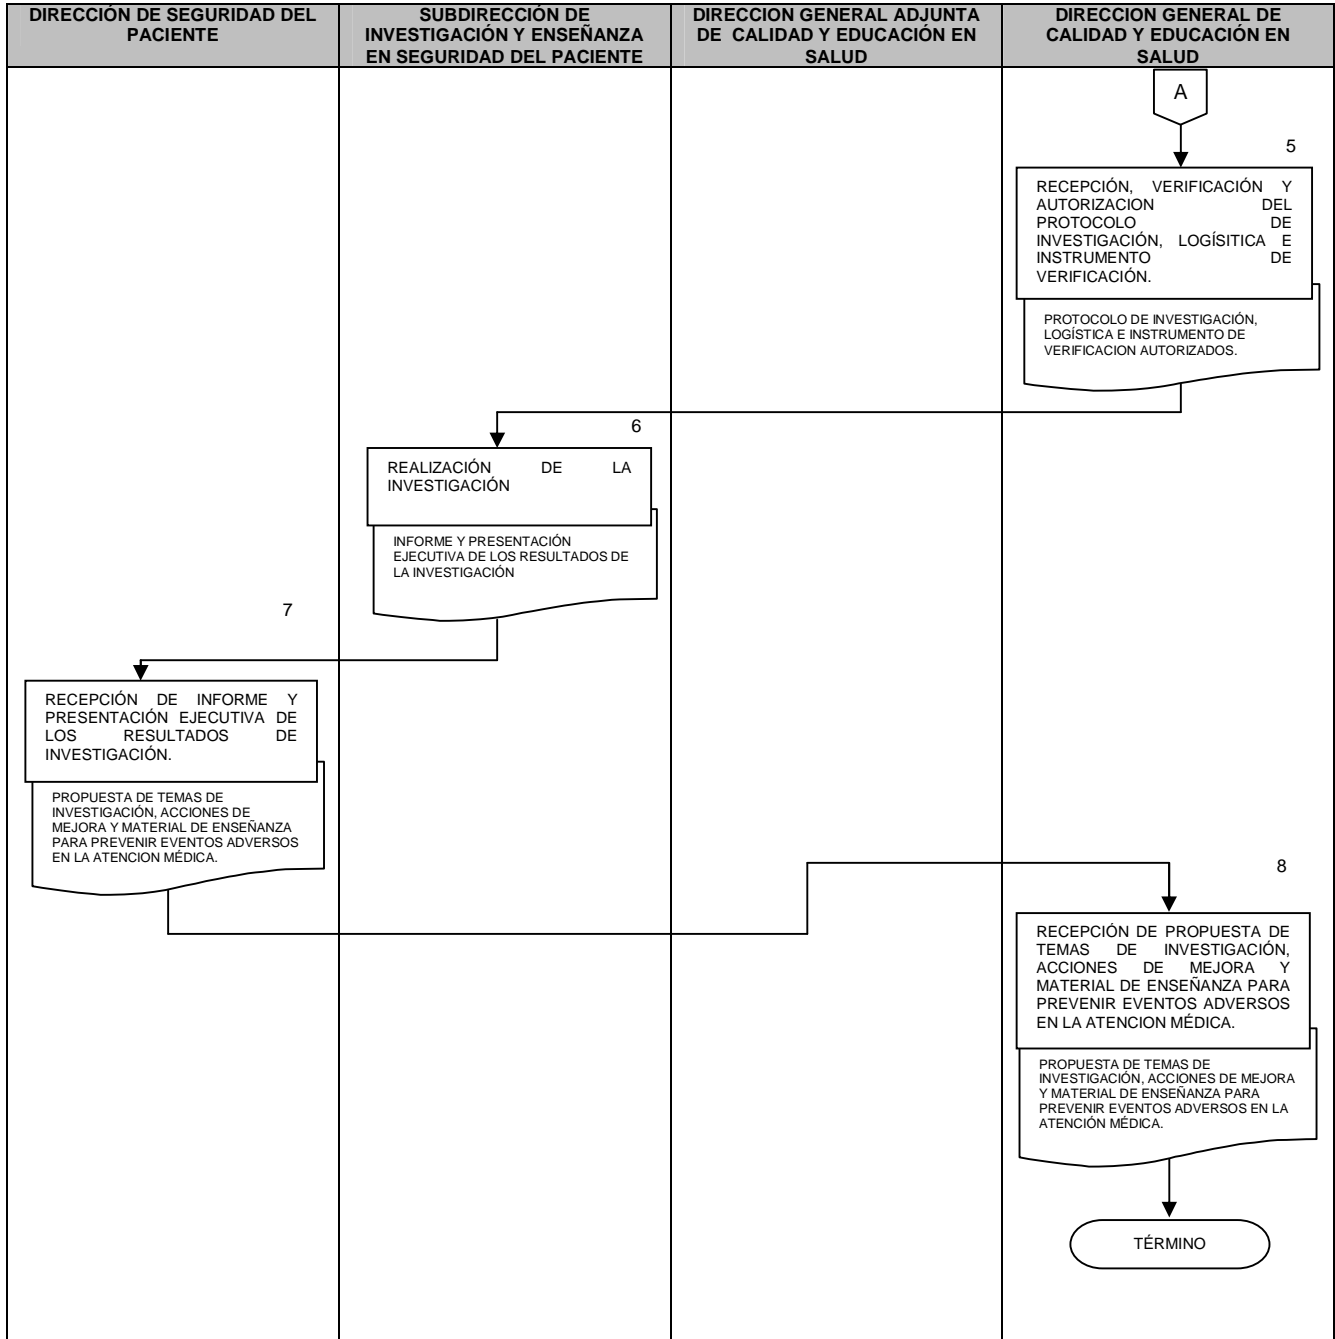 DIRECCIÓN DE SEGURIDAD DEL
PACIENTE
SUBDIRECCIÓN DE
INVESTIGACIÓN Y ENSEÑANZA
EN SEGURIDAD DEL PACIENTE
DIRECCION GENERAL ADJUNTA
DE CALIDAD Y EDUCACIÓN EN
SALUD
DIRECCION GENERAL DE
CALIDAD Y EDUCACIÓN EN
SALUD
A
5
RECEPCIÓN, VERIFICACIÓN Y
AUTORIZACION DEL
PROTOCOLO DE
INVESTIGACIÓN, LOGÍSITICA E
INSTRUMENTO DE
VERIFICACIÓN.
PROTOCOLO DE INVESTIGACIÓN,
LOGÍSTICA E INSTRUMENTO DE
VERIFICACION AUTORIZADOS.
6
REALIZACIÓN DE LA
INVESTIGACIÓN
INFORME Y PRESENTACIÓN
EJECUTIVA DE LOS RESULTADOS DE
LA INVESTIGACIÓN
7
RECEPCIÓN DE INFORME Y
PRESENTACIÓN EJECUTIVA DE
LOS RESULTADOS DE
INVESTIGACIÓN.
PROPUESTA DE TEMAS DE
INVESTIGACIÓN, ACCIONES DE
MEJORA Y MATERIAL DE ENSEÑANZA
PARA PREVENIR EVENTOS ADVERSOS
EN LA ATENCION MÉDICA.
8
RECEPCIÓN DE PROPUESTA DE
TEMAS DE INVESTIGACIÓN,
ACCIONES DE MEJORA Y
MATERIAL DE ENSEÑANZA PARA
PREVENIR EVENTOS ADVERSOS
EN LA ATENCION MÉDICA.
PROPUESTA DE TEMAS DE
INVESTIGACIÓN, ACCIONES DE MEJORA
Y MATERIAL DE ENSEÑANZA PARA
PREVENIR EVENTOS ADVERSOS EN LA
ATENCIÓN MÉDICA.
TÉRMINO